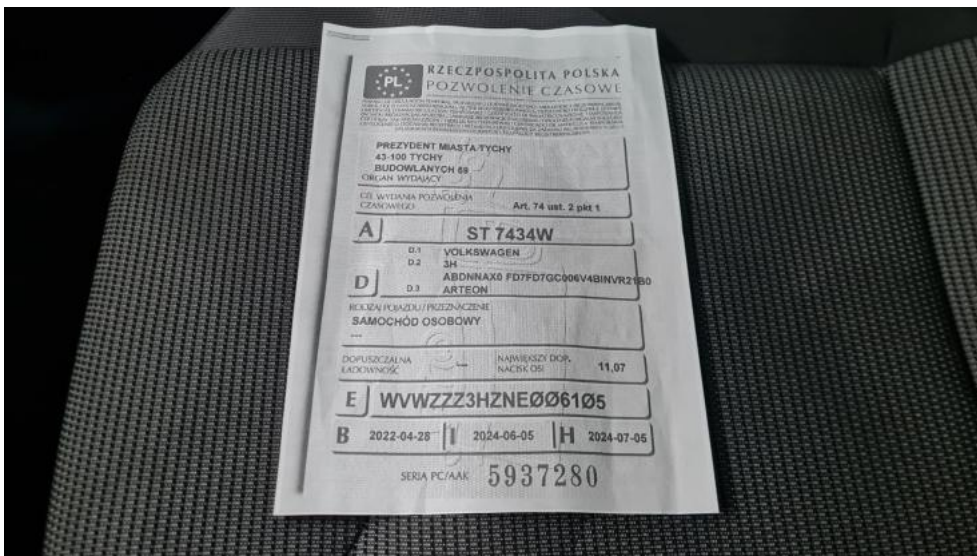 PL
RZECZPOSPOLITA POLSKA
POZWOLENIE CZASOWE
PREZYDENT MIASTA TYCHY
43-100 TYCHY
BUDOWLANYCH 59
ORGAN WYDAJĄCY
CEL WYDANIA POZWOLENIA
CZASOWEGO Art. 74 ust. 2 pkt 1
A ST 7434W
D.1 VOLKSWAGEN
D.2 3H
ABDNNAX0 FD7FD7GC006V4BINVR21B0
D
D.3 ARTEON
RODZAJ POJAZDU / PRZEZNACZENIE
SAMOCHÓD OSOBOWY
---
DOPUSZCZALNA ŁADOWNOŚĆ --- NAJWIĘKSZY DOP. NACISK OSI 11,07
E WVWZZZ3HZNEØØ61Ø5
B 2022-04-28 I 2024-06-05 H 2024-07-05
SERIA PC/AAK 5937280